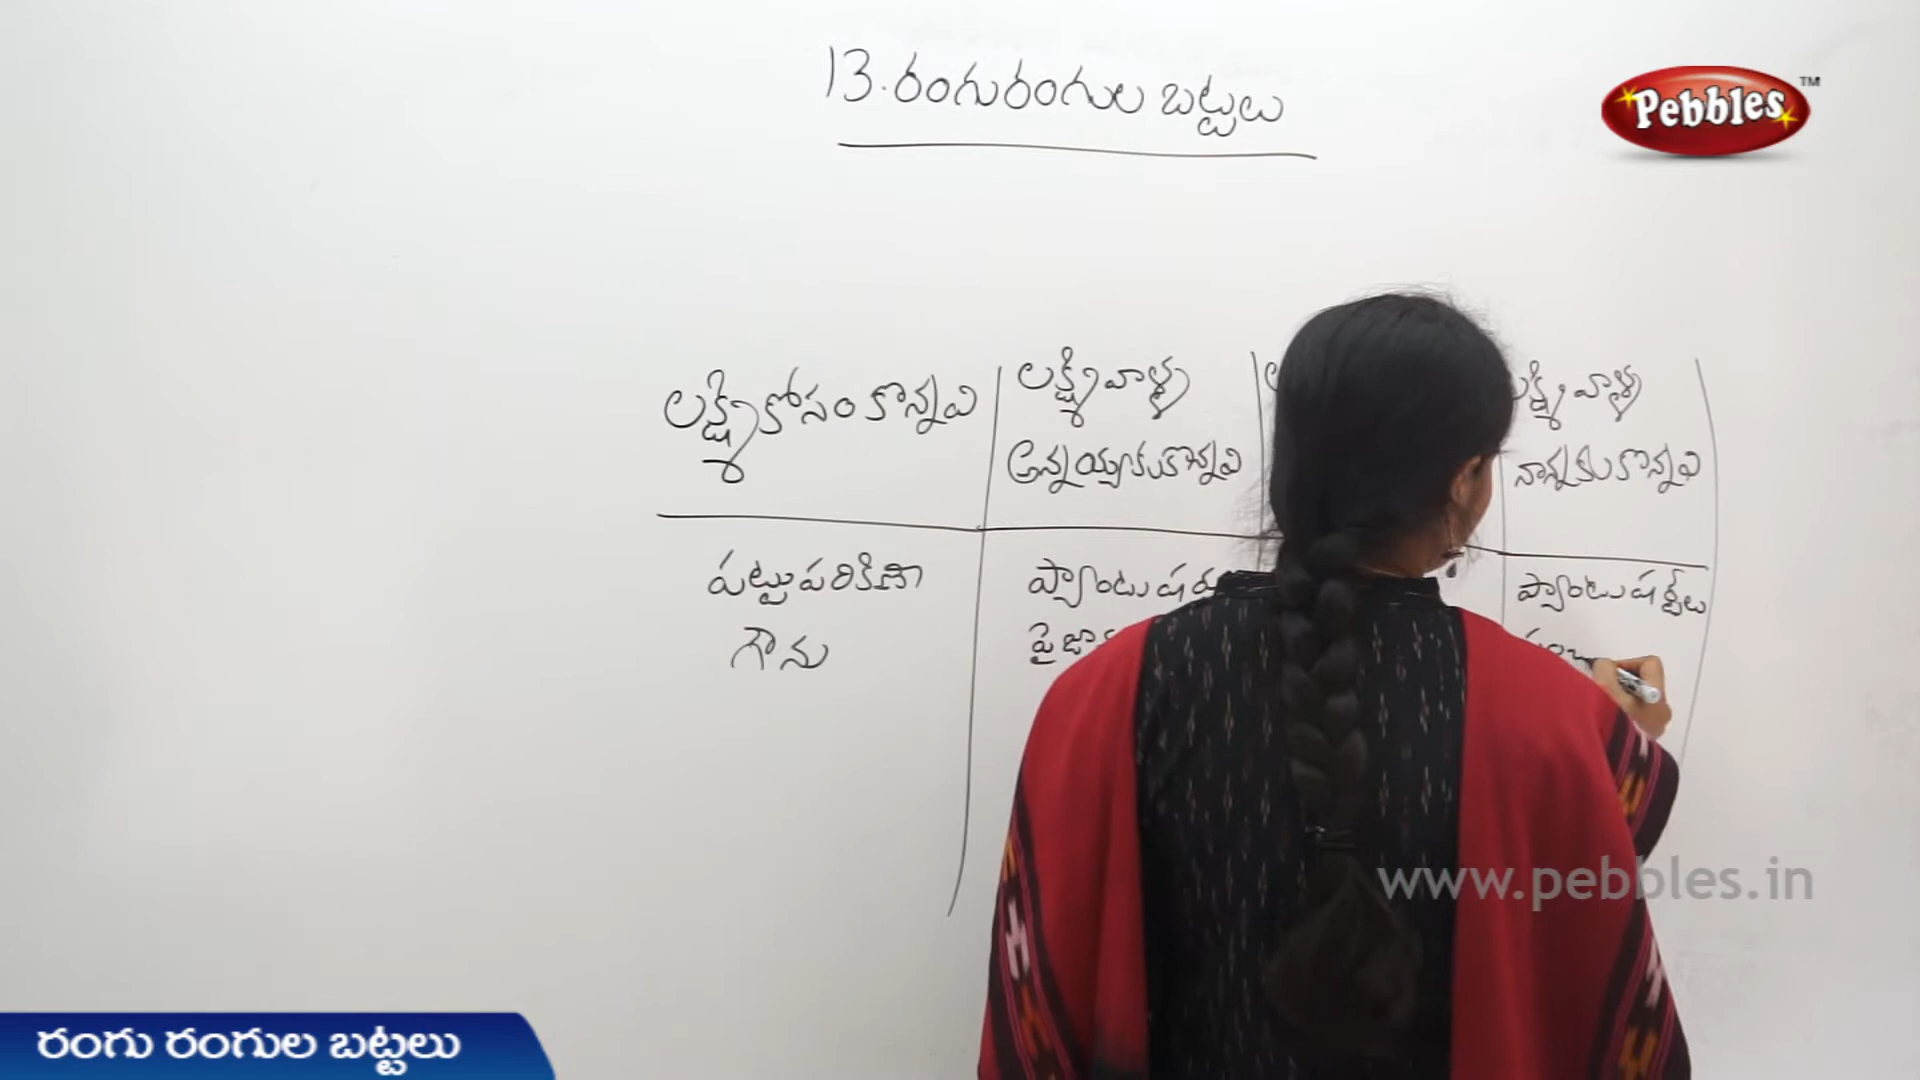 13. రంగురంగుల బట్టలు
Pebbles TM
లక్ష్మికోసం కొన్నవి
లక్ష్మి వాళ్ళ
అన్నయ్యకు కొన్నవి
లక్ష్మి వాళ్ళ
నాన్నకు కొన్నవి
పట్టుపరికిణీ
గౌను
ప్యాంటు
ప్యాంటు షర్టులు
www.pebbles.in
రంగు రంగుల బట్టలు